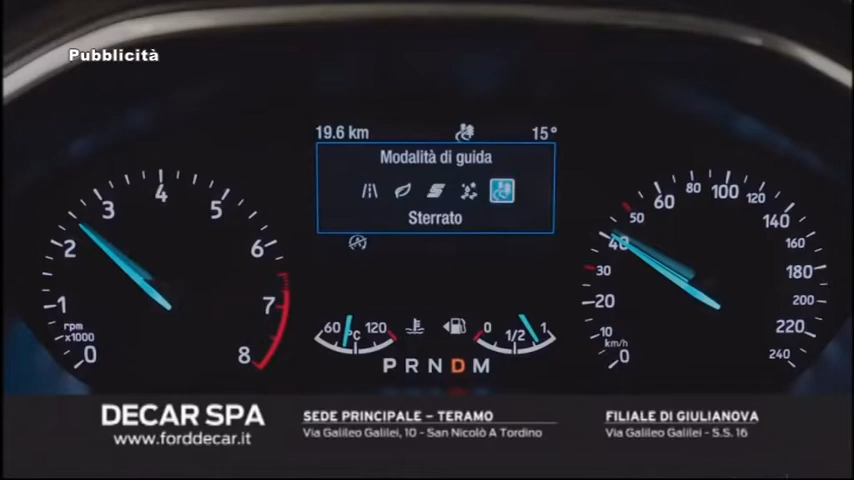 Pubblicità
19.6 km 15°
Modalità di guida
Sterrato
0 1 2 3 4 5 6 7 8
rpm
x1000
60 °C 120
0 1/2 1
P R N D M
0 10 20 30 40 50 60 80 100 120 140 160 180 200 220 240
km/h
DECAR SPA
www.forddecar.it
SEDE PRINCIPALE – TERAMO
Via Galileo Galilei, 10 - San Nicolò A Tordino
FILIALE DI GIULIANOVA
Via Galileo Galilei - S.S. 16